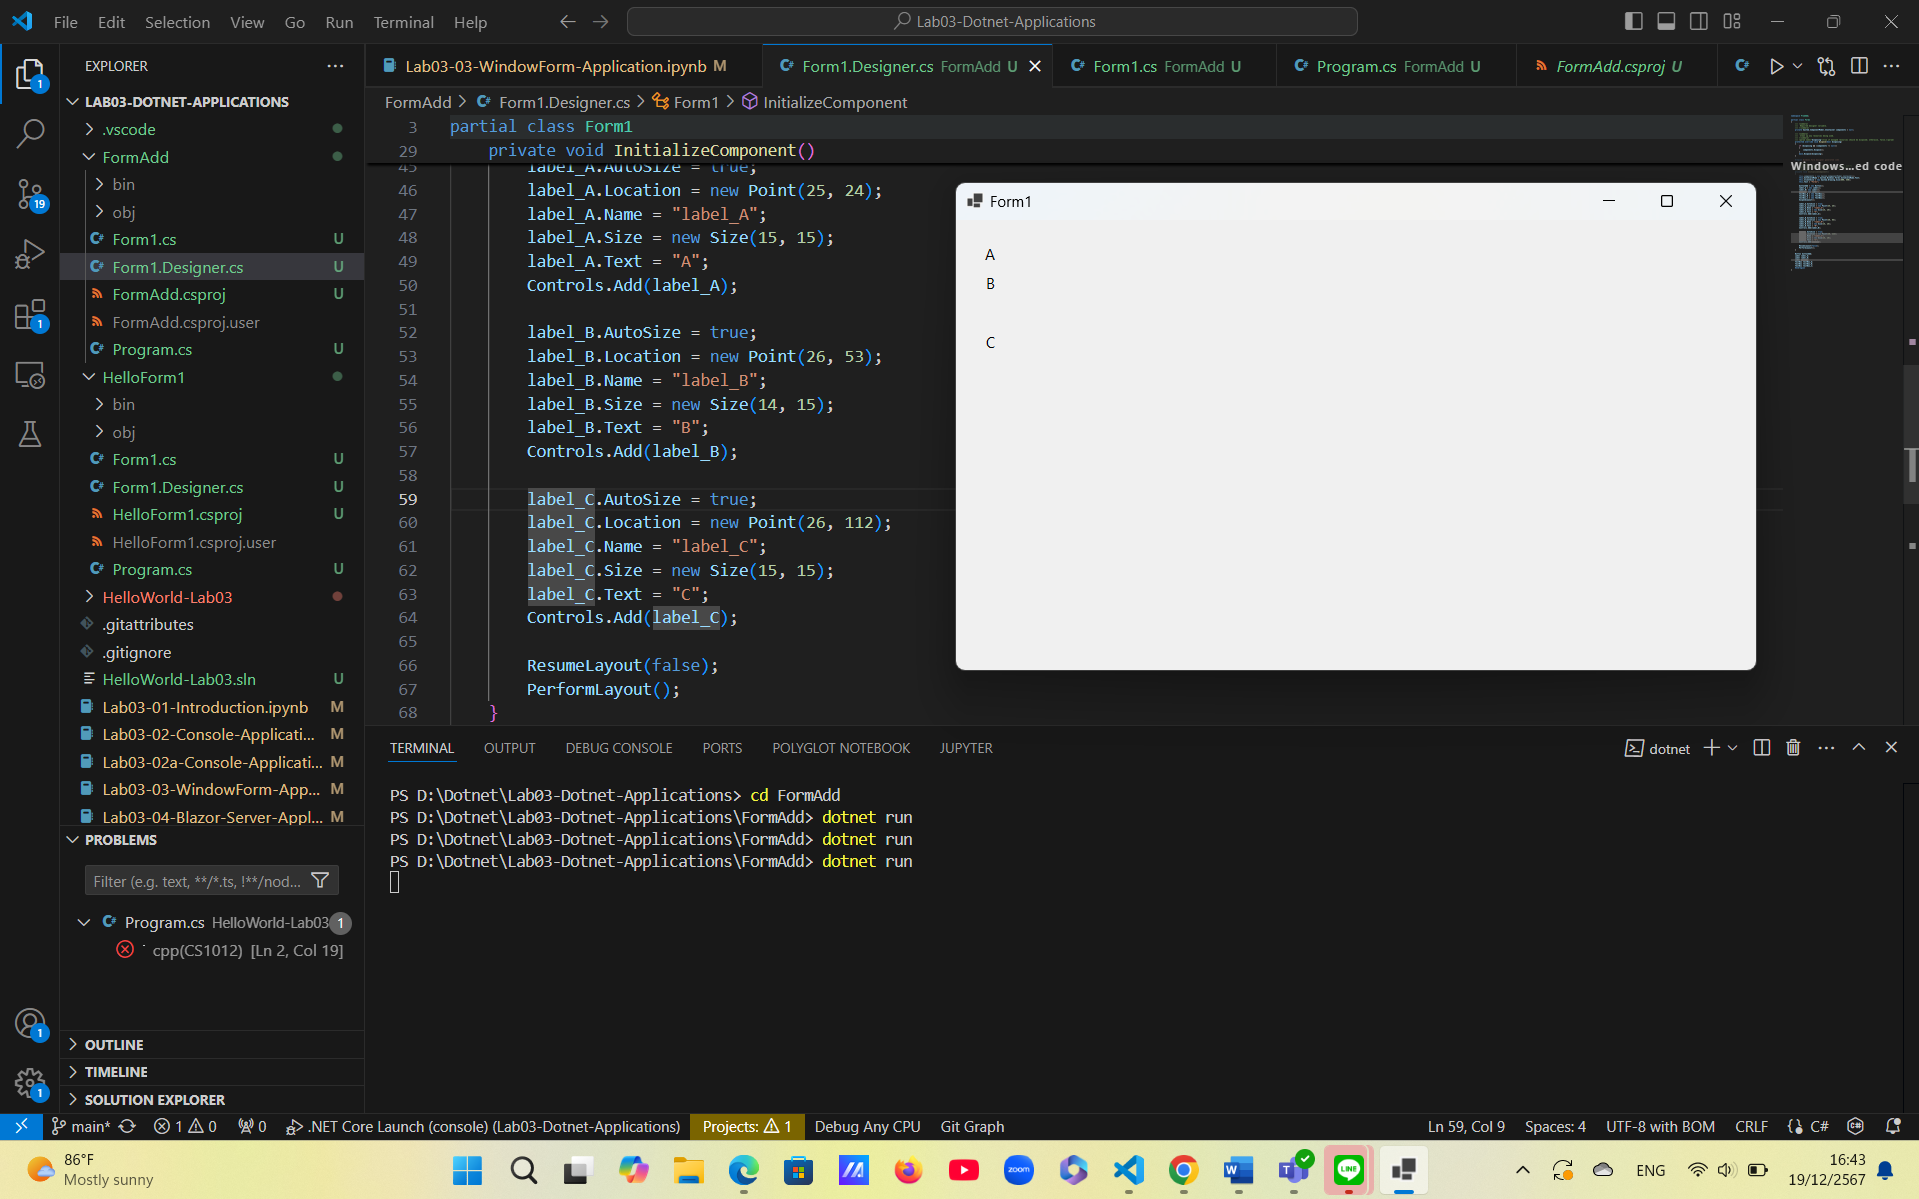 File Edit Selection View Go Run Terminal Help
Lab03-Dotnet-Applications
EXPLORER
LAB03-DOTNET-APPLICATIONS
.vscode
FormAdd
bin
obj
Form1.cs U
Form1.Designer.cs U
FormAdd.csproj U
FormAdd.csproj.user
Program.cs U
HelloForm1
bin
obj
Form1.cs U
Form1.Designer.cs U
HelloForm1.csproj U
HelloForm1.csproj.user
Program.cs U
HelloWorld-Lab03
.gitattributes
.gitignore
HelloWorld-Lab03.sln U
Lab03-01-Introduction.ipynb M
Lab03-02-Console-Applicati... M
Lab03-02a-Console-Applicati... M
Lab03-03-WindowForm-App... M
Lab03-04-Blazor-Server-Appl... M
PROBLEMS
Filter (e.g. text, **/*.ts, !**/nod...
Program.cs HelloWorld-Lab03 1
cpp(CS1012) [Ln 2, Col 19]
OUTLINE
TIMELINE
SOLUTION EXPLORER
1
19
1
1
1
Lab03-03-WindowForm-Application.ipynb M
Form1.Designer.cs FormAdd U
Form1.cs FormAdd U
Program.cs FormAdd U
FormAdd.csproj U
FormAdd > Form1.Designer.cs > Form1 > InitializeComponent
3 partial class Form1
29 private void InitializeComponent()
45 label_A.AutoSize = true;
46 label_A.Location = new Point(25, 24);
47 label_A.Name = "label_A";
48 label_A.Size = new Size(15, 15);
49 label_A.Text = "A";
50 Controls.Add(label_A);
51
52 label_B.AutoSize = true;
53 label_B.Location = new Point(26, 53);
54 label_B.Name = "label_B";
55 label_B.Size = new Size(14, 15);
56 label_B.Text = "B";
57 Controls.Add(label_B);
58
59 label_C.AutoSize = true;
60 label_C.Location = new Point(26, 112);
61 label_C.Name = "label_C";
62 label_C.Size = new Size(15, 15);
63 label_C.Text = "C";
64 Controls.Add(label_C);
65
66 ResumeLayout(false);
67 PerformLayout();
68 }
Windows...ed code
Form1
A
B
C
TERMINAL OUTPUT DEBUG CONSOLE PORTS POLYGLOT NOTEBOOK JUPYTER
dotnet
PS D:\Dotnet\Lab03-Dotnet-Applications> cd FormAdd
PS D:\Dotnet\Lab03-Dotnet-Applications\FormAdd> dotnet run
PS D:\Dotnet\Lab03-Dotnet-Applications\FormAdd> dotnet run
PS D:\Dotnet\Lab03-Dotnet-Applications\FormAdd> dotnet run
main* 1 0 0 .NET Core Launch (console) (Lab03-Dotnet-Applications) Projects: 1 Debug Any CPU Git Graph
Ln 59, Col 9 Spaces: 4 UTF-8 with BOM CRLF C#
86°F
Mostly sunny
zoom
LINE
ENG
16:43
19/12/2567